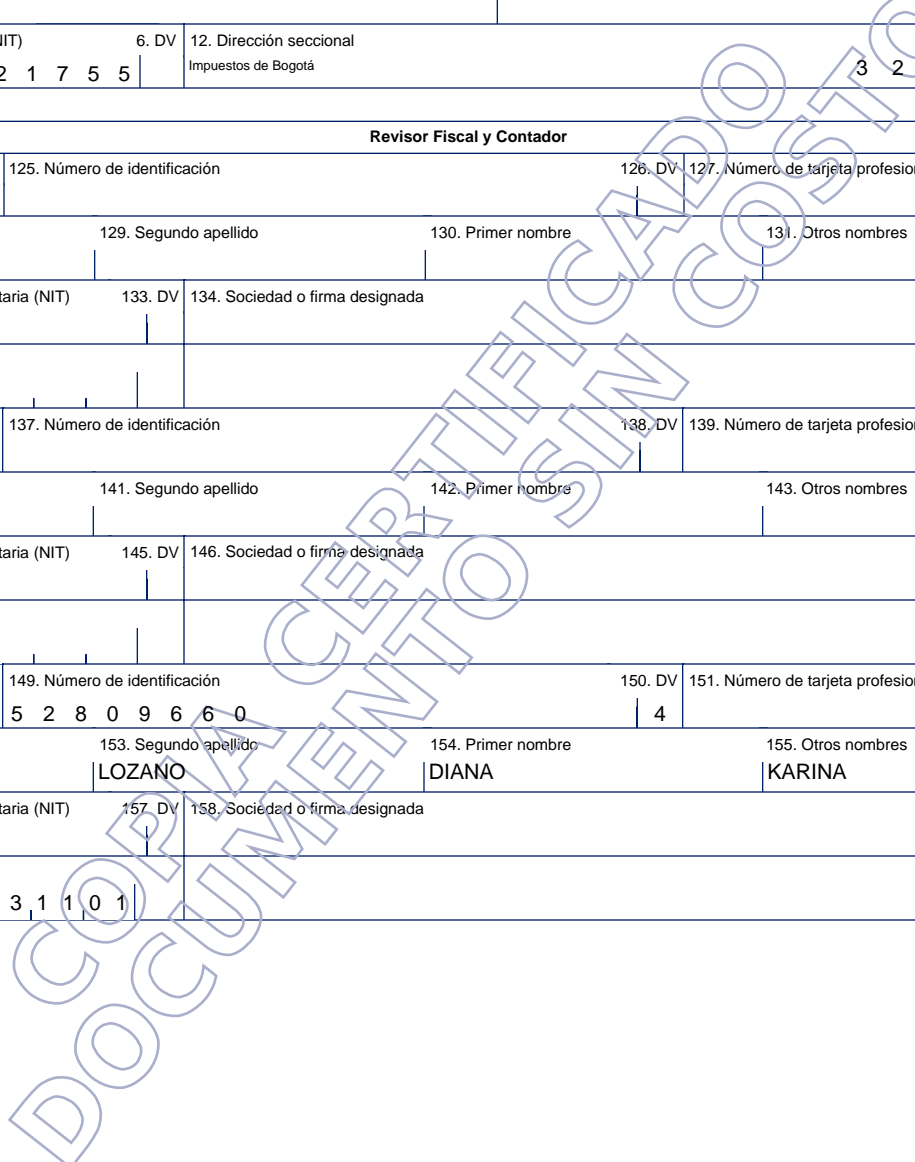 NIT) 6. DV 12. Dirección seccional
2 1 7 5 5 Impuestos de Bogotá 3 2
Revisor Fiscal y Contador
125. Número de identificación 126. DV 127. Número de tarjeta profesion
129. Segundo apellido 130. Primer nombre 131. Otros nombres
taria (NIT) 133. DV 134. Sociedad o firma designada
137. Número de identificación 138. DV 139. Número de tarjeta profesion
141. Segundo apellido 142. Primer nombre 143. Otros nombres
taria (NIT) 145. DV 146. Sociedad o firma designada
149. Número de identificación 150. DV 151. Número de tarjeta profesion
5 2 8 0 9 6 6 0 4
153. Segundo apellido 154. Primer nombre 155. Otros nombres
LOZANO DIANA KARINA
taria (NIT) 157. DV 158. Sociedad o firma designada
3 1 1 0 1
COPIA CERTIFICADO
DOCUMENTO SIN COSTO